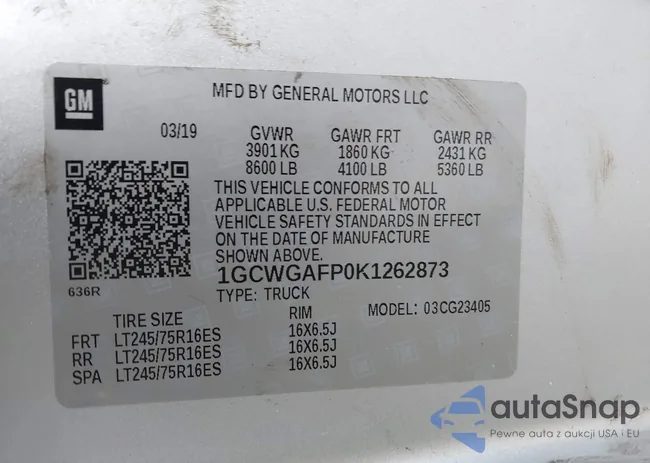 GM
MFD BY GENERAL MOTORS LLC
03/19 GVWR GAWR FRT GAWR RR
3901 KG 1860 KG 2431 KG
8600 LB 4100 LB 5360 LB
THIS VEHICLE CONFORMS TO ALL
APPLICABLE U.S. FEDERAL MOTOR
VEHICLE SAFETY STANDARDS IN EFFECT
ON THE DATE OF MANUFACTURE
SHOWN ABOVE.
636R
1GCWGAFP0K1262873
TYPE: TRUCK
MODEL: 03CG23405
TIRE SIZE RIM
FRT LT245/75R16ES 16X6.5J
RR LT245/75R16ES 16X6.5J
SPA LT245/75R16ES 16X6.5J
autaSnap
Pewne auta z aukcji USA i EU